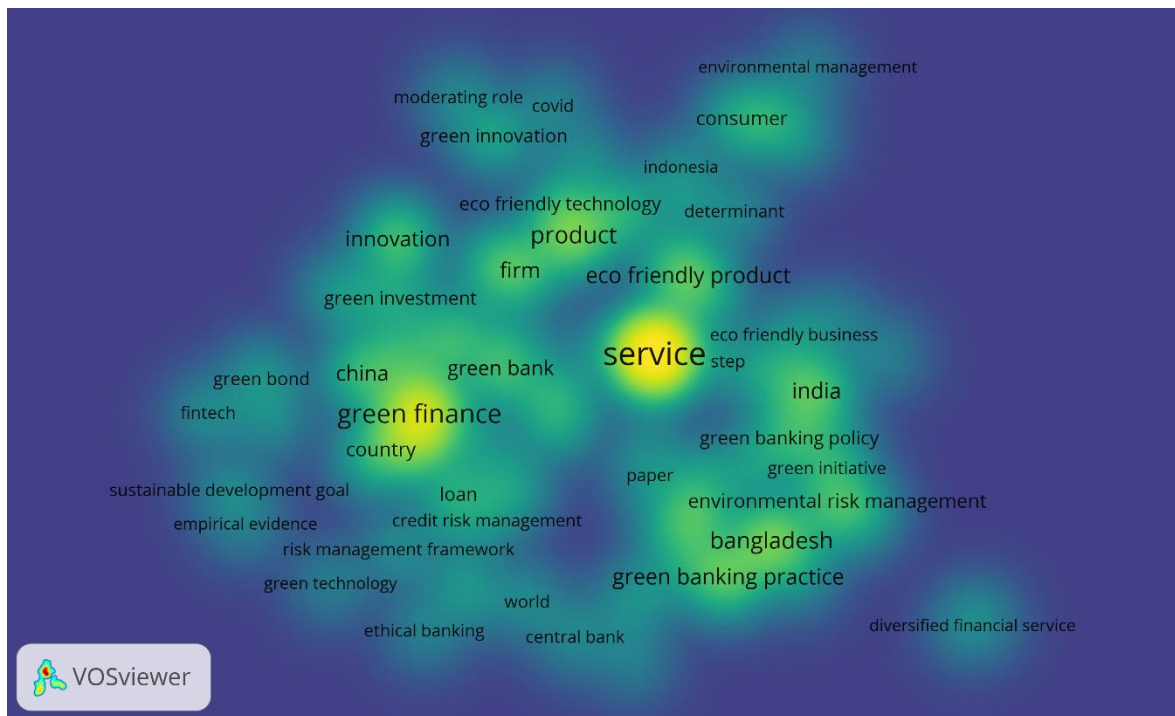 environmental management
moderating role
covid
consumer
green innovation
indonesia
eco friendly technology
determinant
innovation
product
firm
eco friendly product
green investment
service
eco friendly business
step
china
green bank
green bond
india
fintech
green finance
country
green banking policy
paper
green initiative
sustainable development goal
loan
environmental risk management
empirical evidence
credit risk management
risk management framework
bangladesh
green technology
green banking practice
world
ethical banking
central bank
diversified financial service
VOSviewer